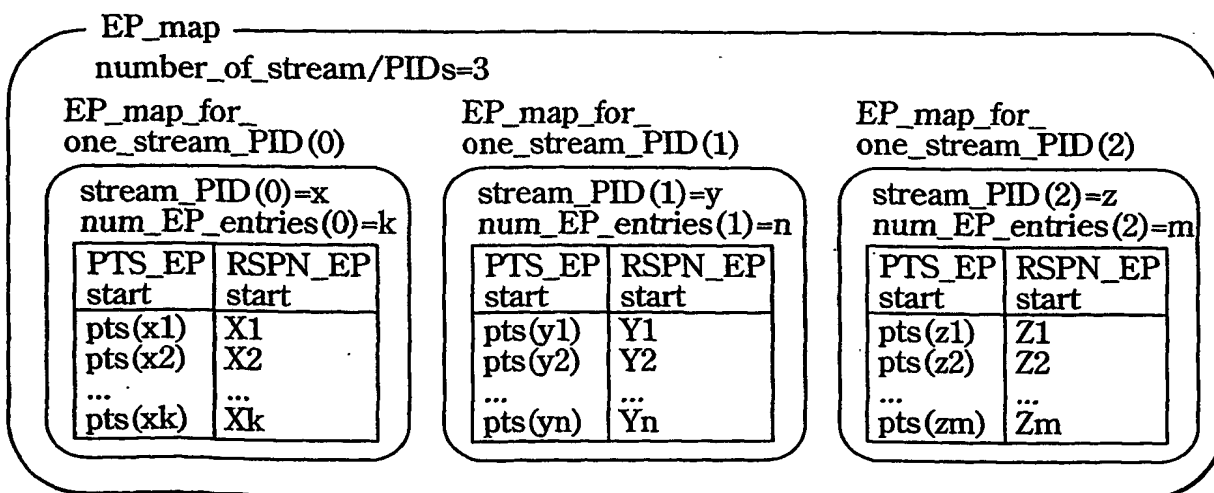 EP_map
number_of_stream/PIDs=3
EP_map_for_
one_stream_PID(0)
stream_PID(0)=x
num_EP_entries(0)=k
PTS_EP RSPN_EP
start start
pts(x1) X1
pts(x2) X2
... ...
pts(xk) Xk
EP_map_for_
one_stream_PID(1)
stream_PID(1)=y
num_EP_entries(1)=n
PTS_EP RSPN_EP
start start
pts(y1) Y1
pts(y2) Y2
... ...
pts(yn) Yn
EP_map_for_
one_stream_PID(2)
stream_PID(2)=z
num_EP_entries(2)=m
PTS_EP RSPN_EP
start start
pts(z1) Z1
pts(z2) Z2
... ...
pts(zm) Zm